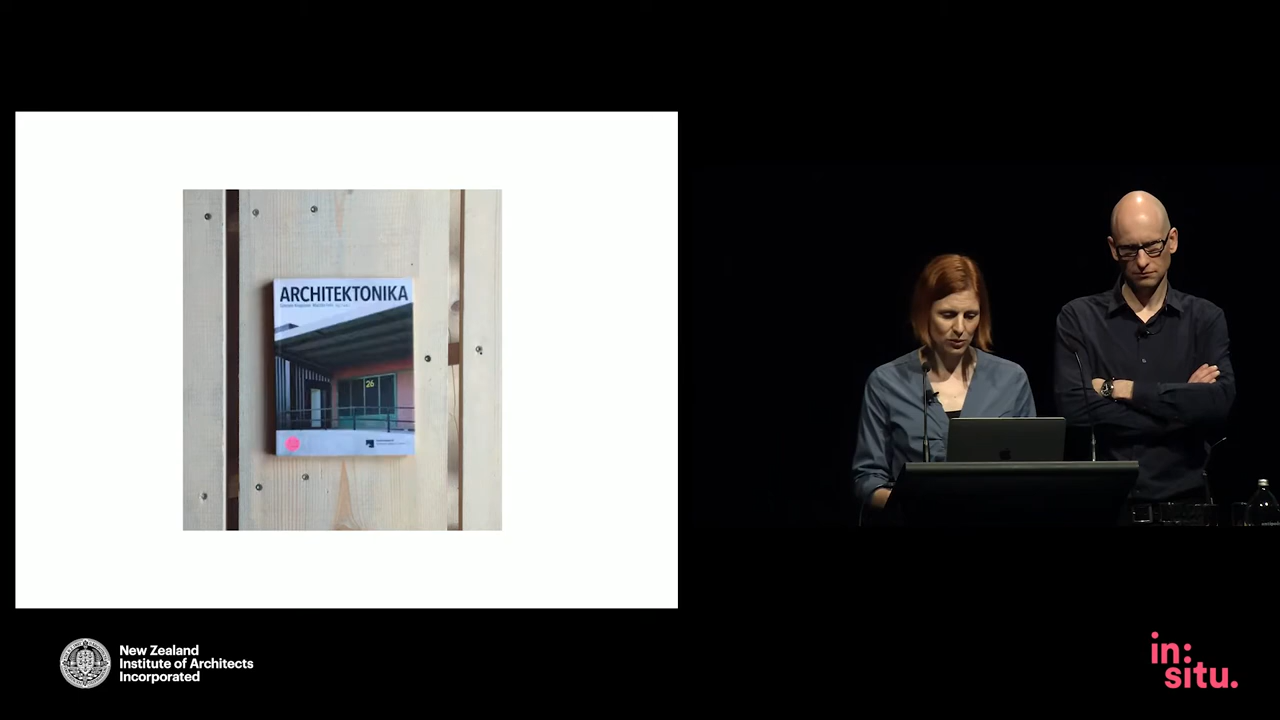 ARCHITEKTONIKA
26
New Zealand
Institute of Architects
Incorporated
in:
situ.